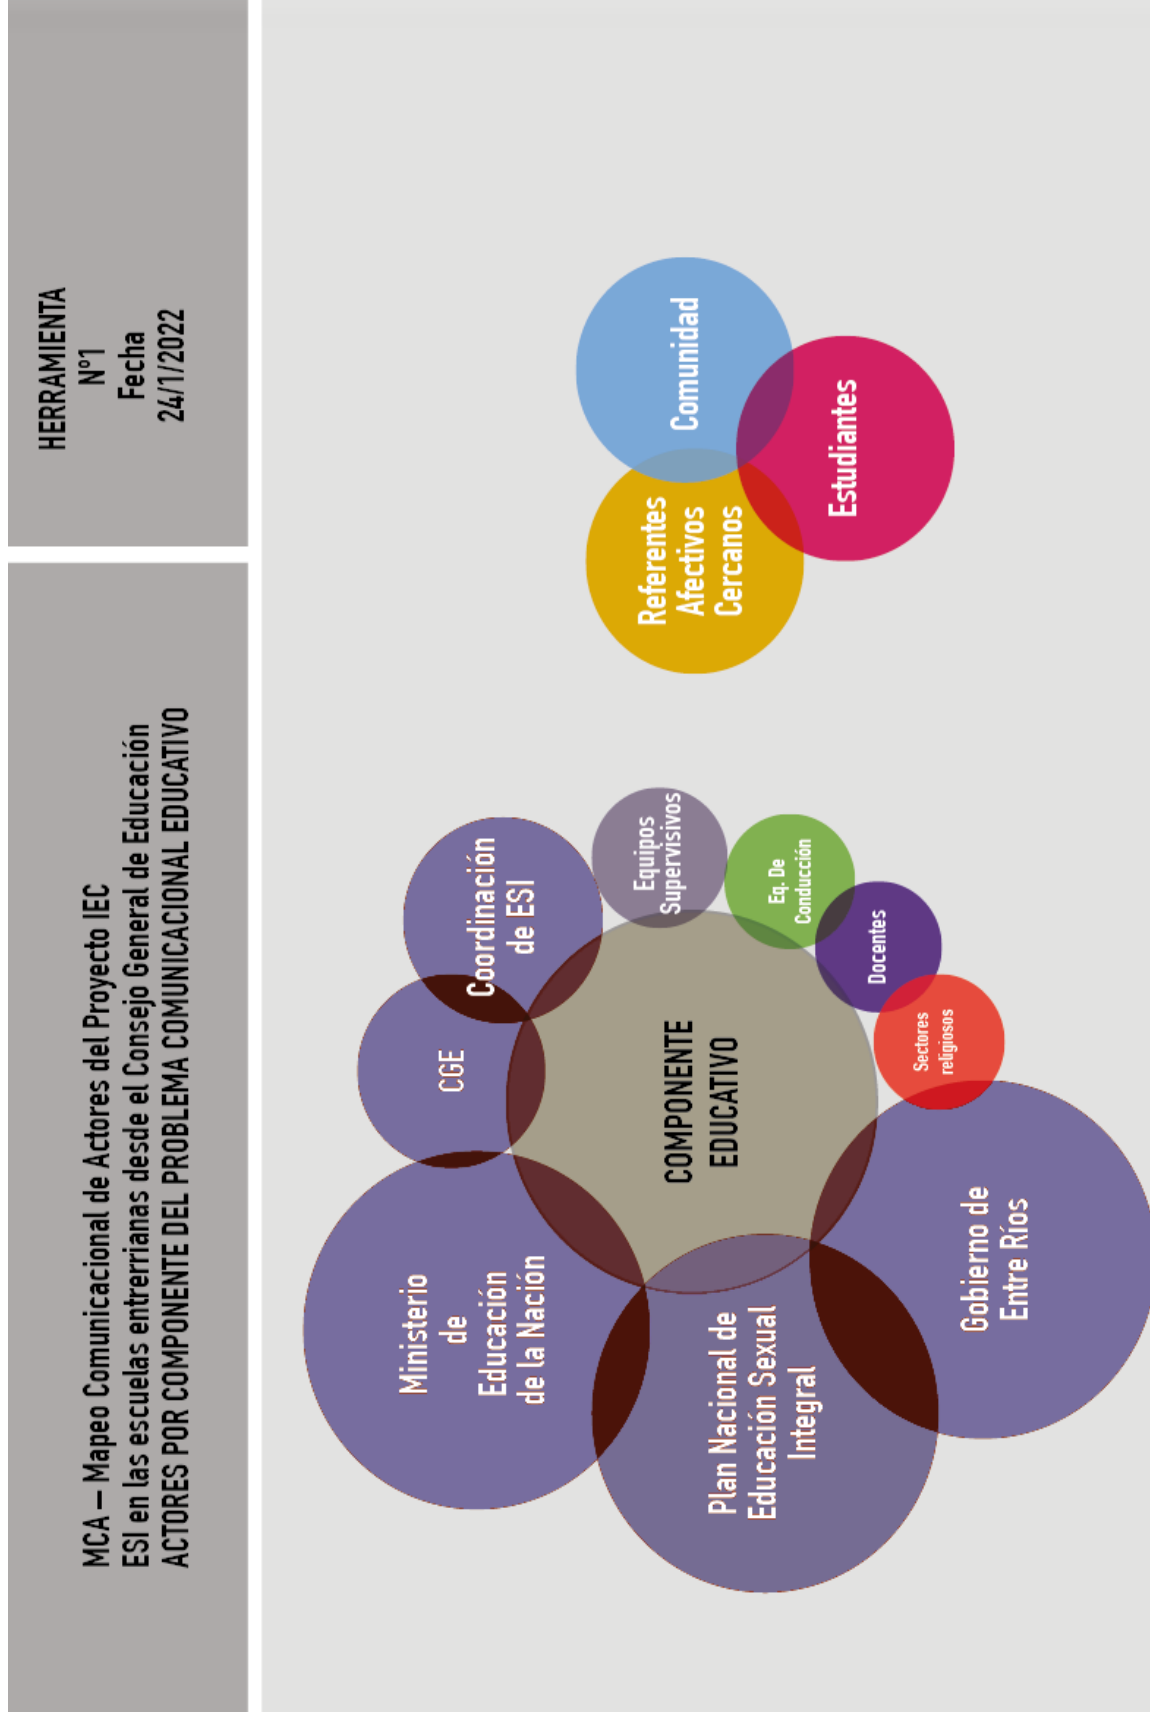 MCA – Mapeo Comunicacional de Actores del Proyecto IEC
ESI en las escuelas entrerrianas desde el Consejo General de Educación
ACTORES POR COMPONENTE DEL PROBLEMA COMUNICACIONAL EDUCATIVO
HERRAMIENTA
Nº1
Fecha
24/1/2022
Ministerio
de
Educación
de la Nación
CGE
Coordinación
de ESI
Plan Nacional de
Educación Sexual
Integral
COMPONENTE
EDUCATIVO
Equipos
Supervisivos
Eq. De
Conducción
Docentes
Sectores
religiosos
Gobierno de
Entre Ríos
Referentes
Afectivos
Cercanos
Comunidad
Estudiantes